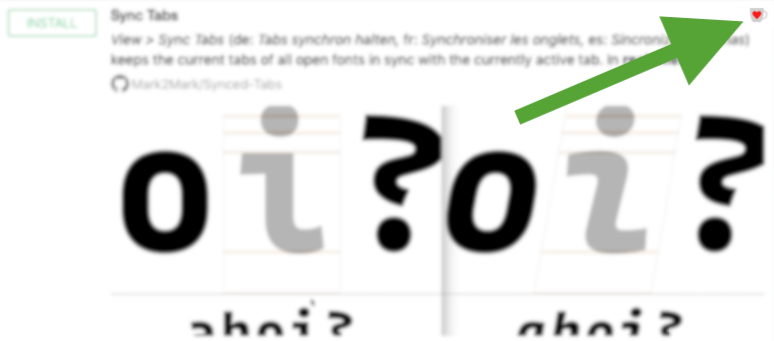 INSTALL
Sync Tabs
View > Sync Tabs (de: Tabs synchron halten, fr: Synchroniser les onglets, es: Sincroni
keeps the current tabs of all open fonts in sync with the currently active tab. In
Mark2Mark/Synced-Tabs
oi? oi?
ahoi? ahoi?